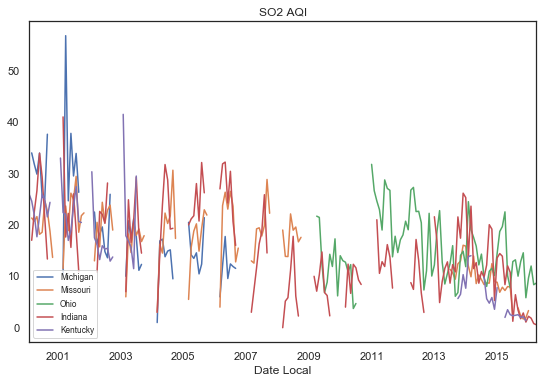 SO2 AQI
50
40
30
20
10
0
Michigan
Missouri
Ohio
Indiana
Kentucky
2001 2003 2005 2007 2009 2011 2013 2015
Date Local